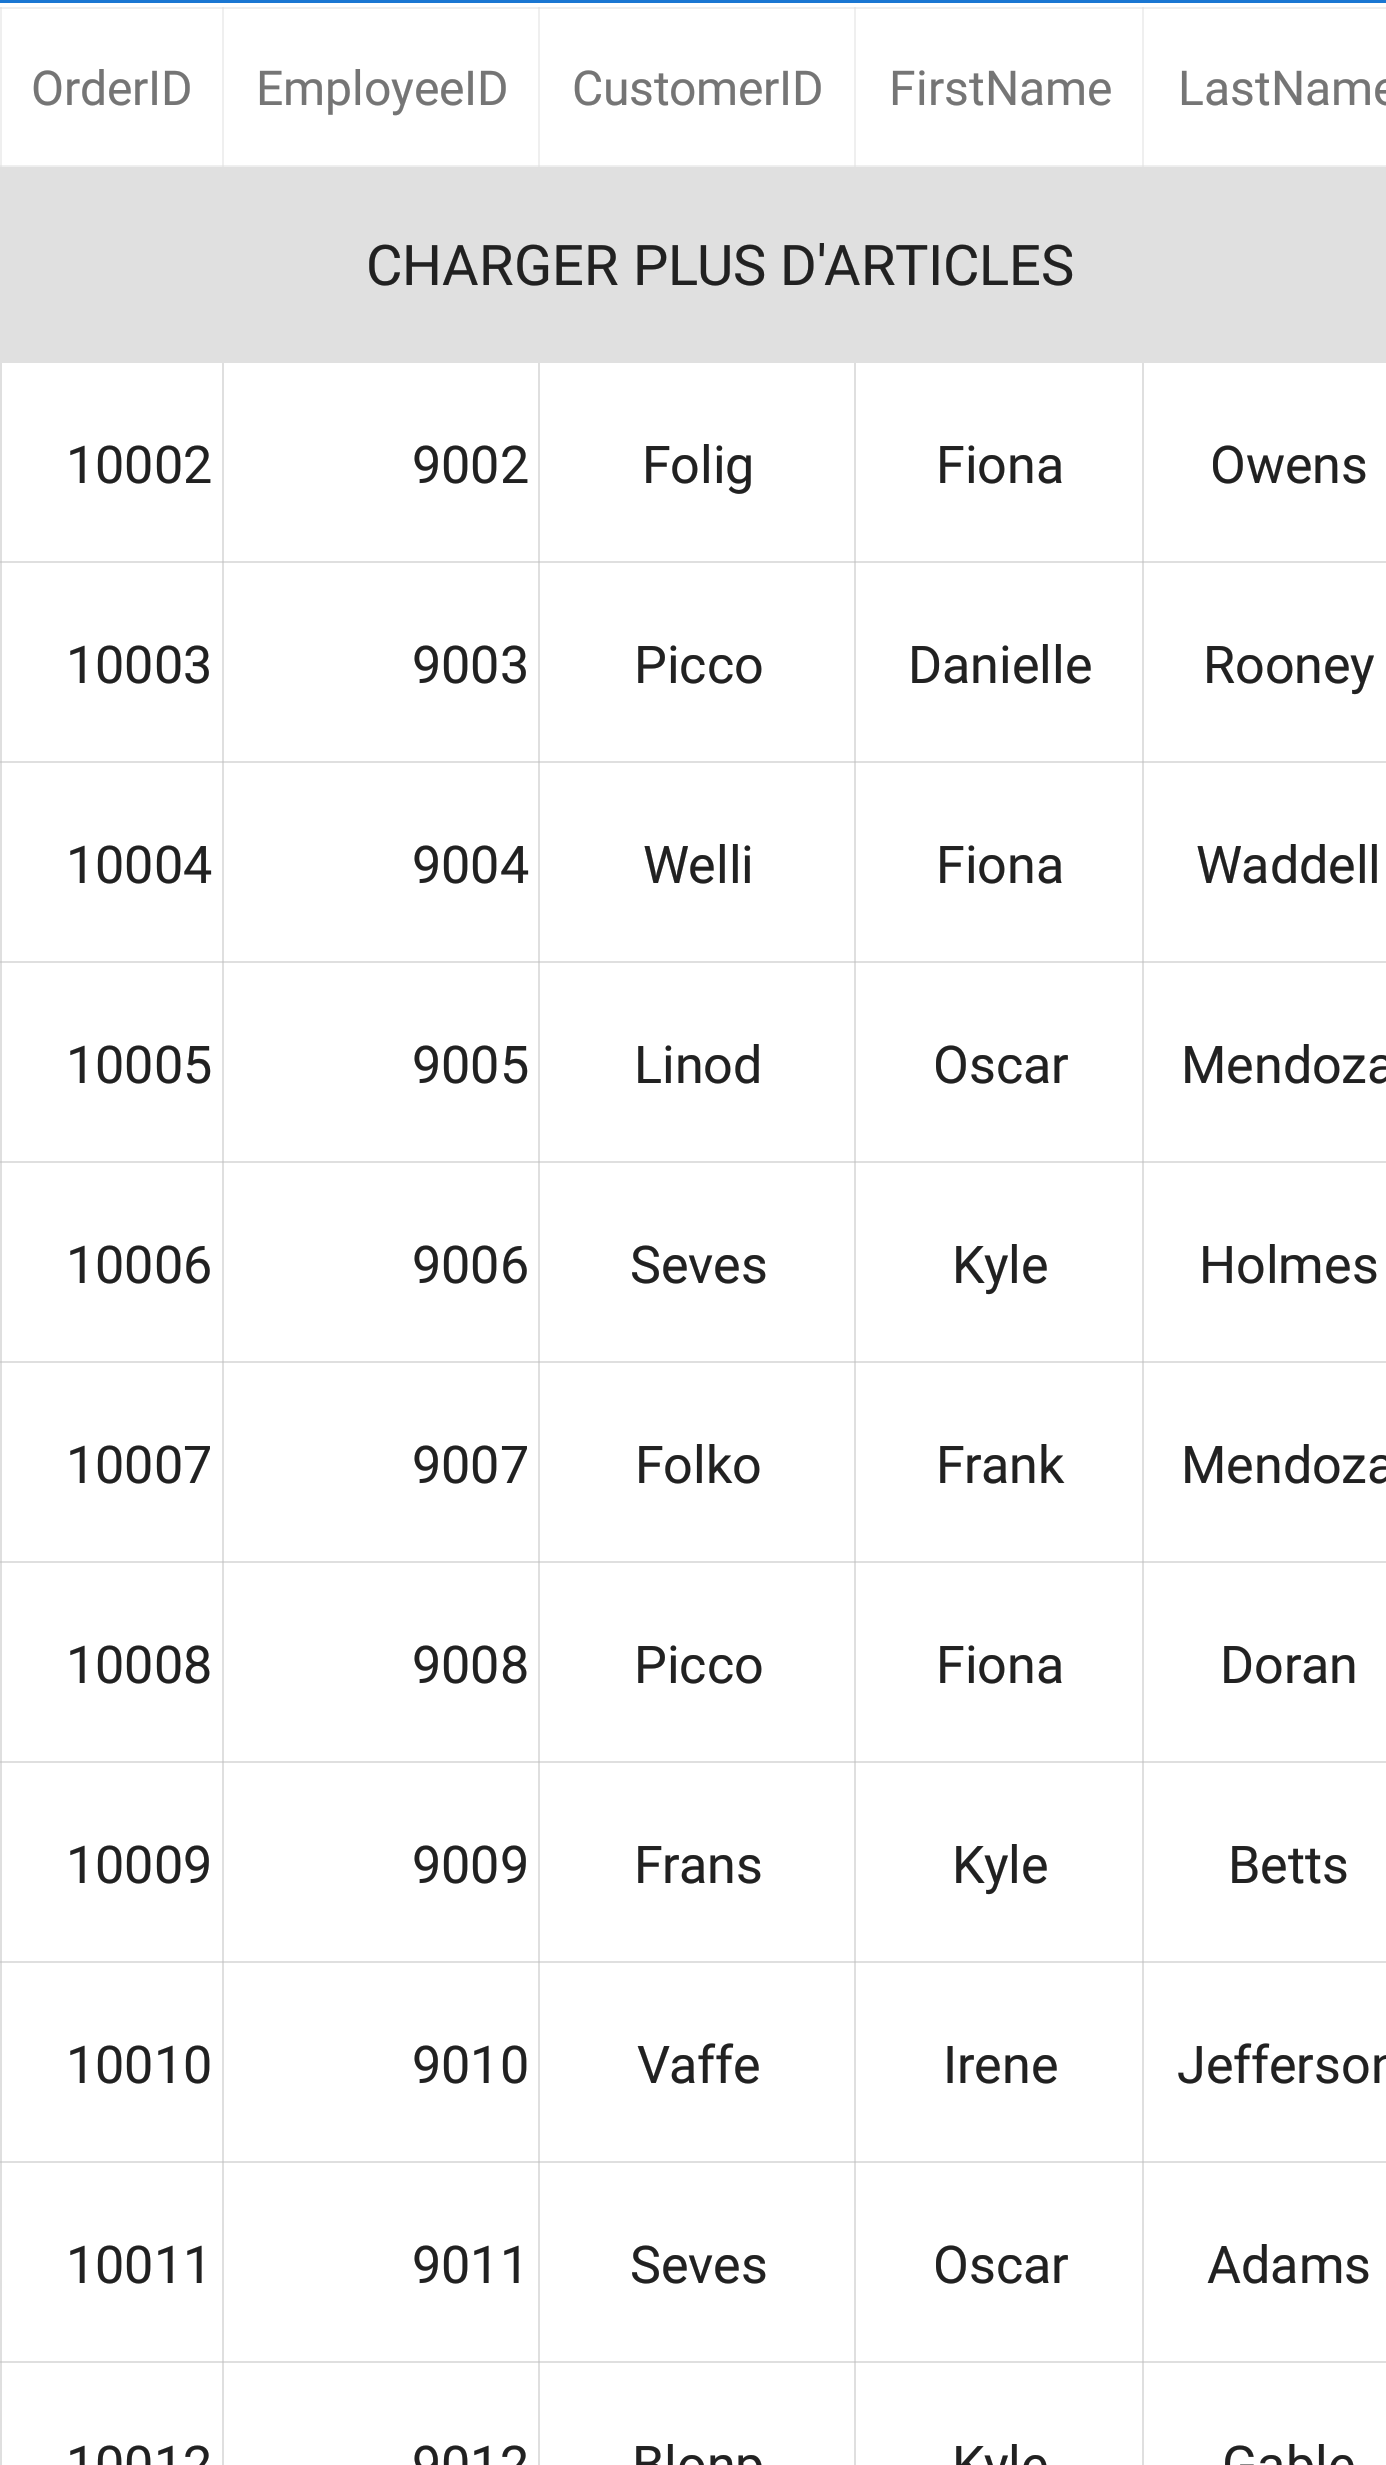 OrderID EmployeeID CustomerID FirstName LastName
CHARGER PLUS D'ARTICLES
10002 9002 Folig Fiona Owens
10003 9003 Picco Danielle Rooney
10004 9004 Welli Fiona Waddell
10005 9005 Linod Oscar Mendoza
10006 9006 Seves Kyle Holmes
10007 9007 Folko Frank Mendoza
10008 9008 Picco Fiona Doran
10009 9009 Frans Kyle Betts
10010 9010 Vaffe Irene Jefferson
10011 9011 Seves Oscar Adams
10012 9012 Blonp Kyle Gable